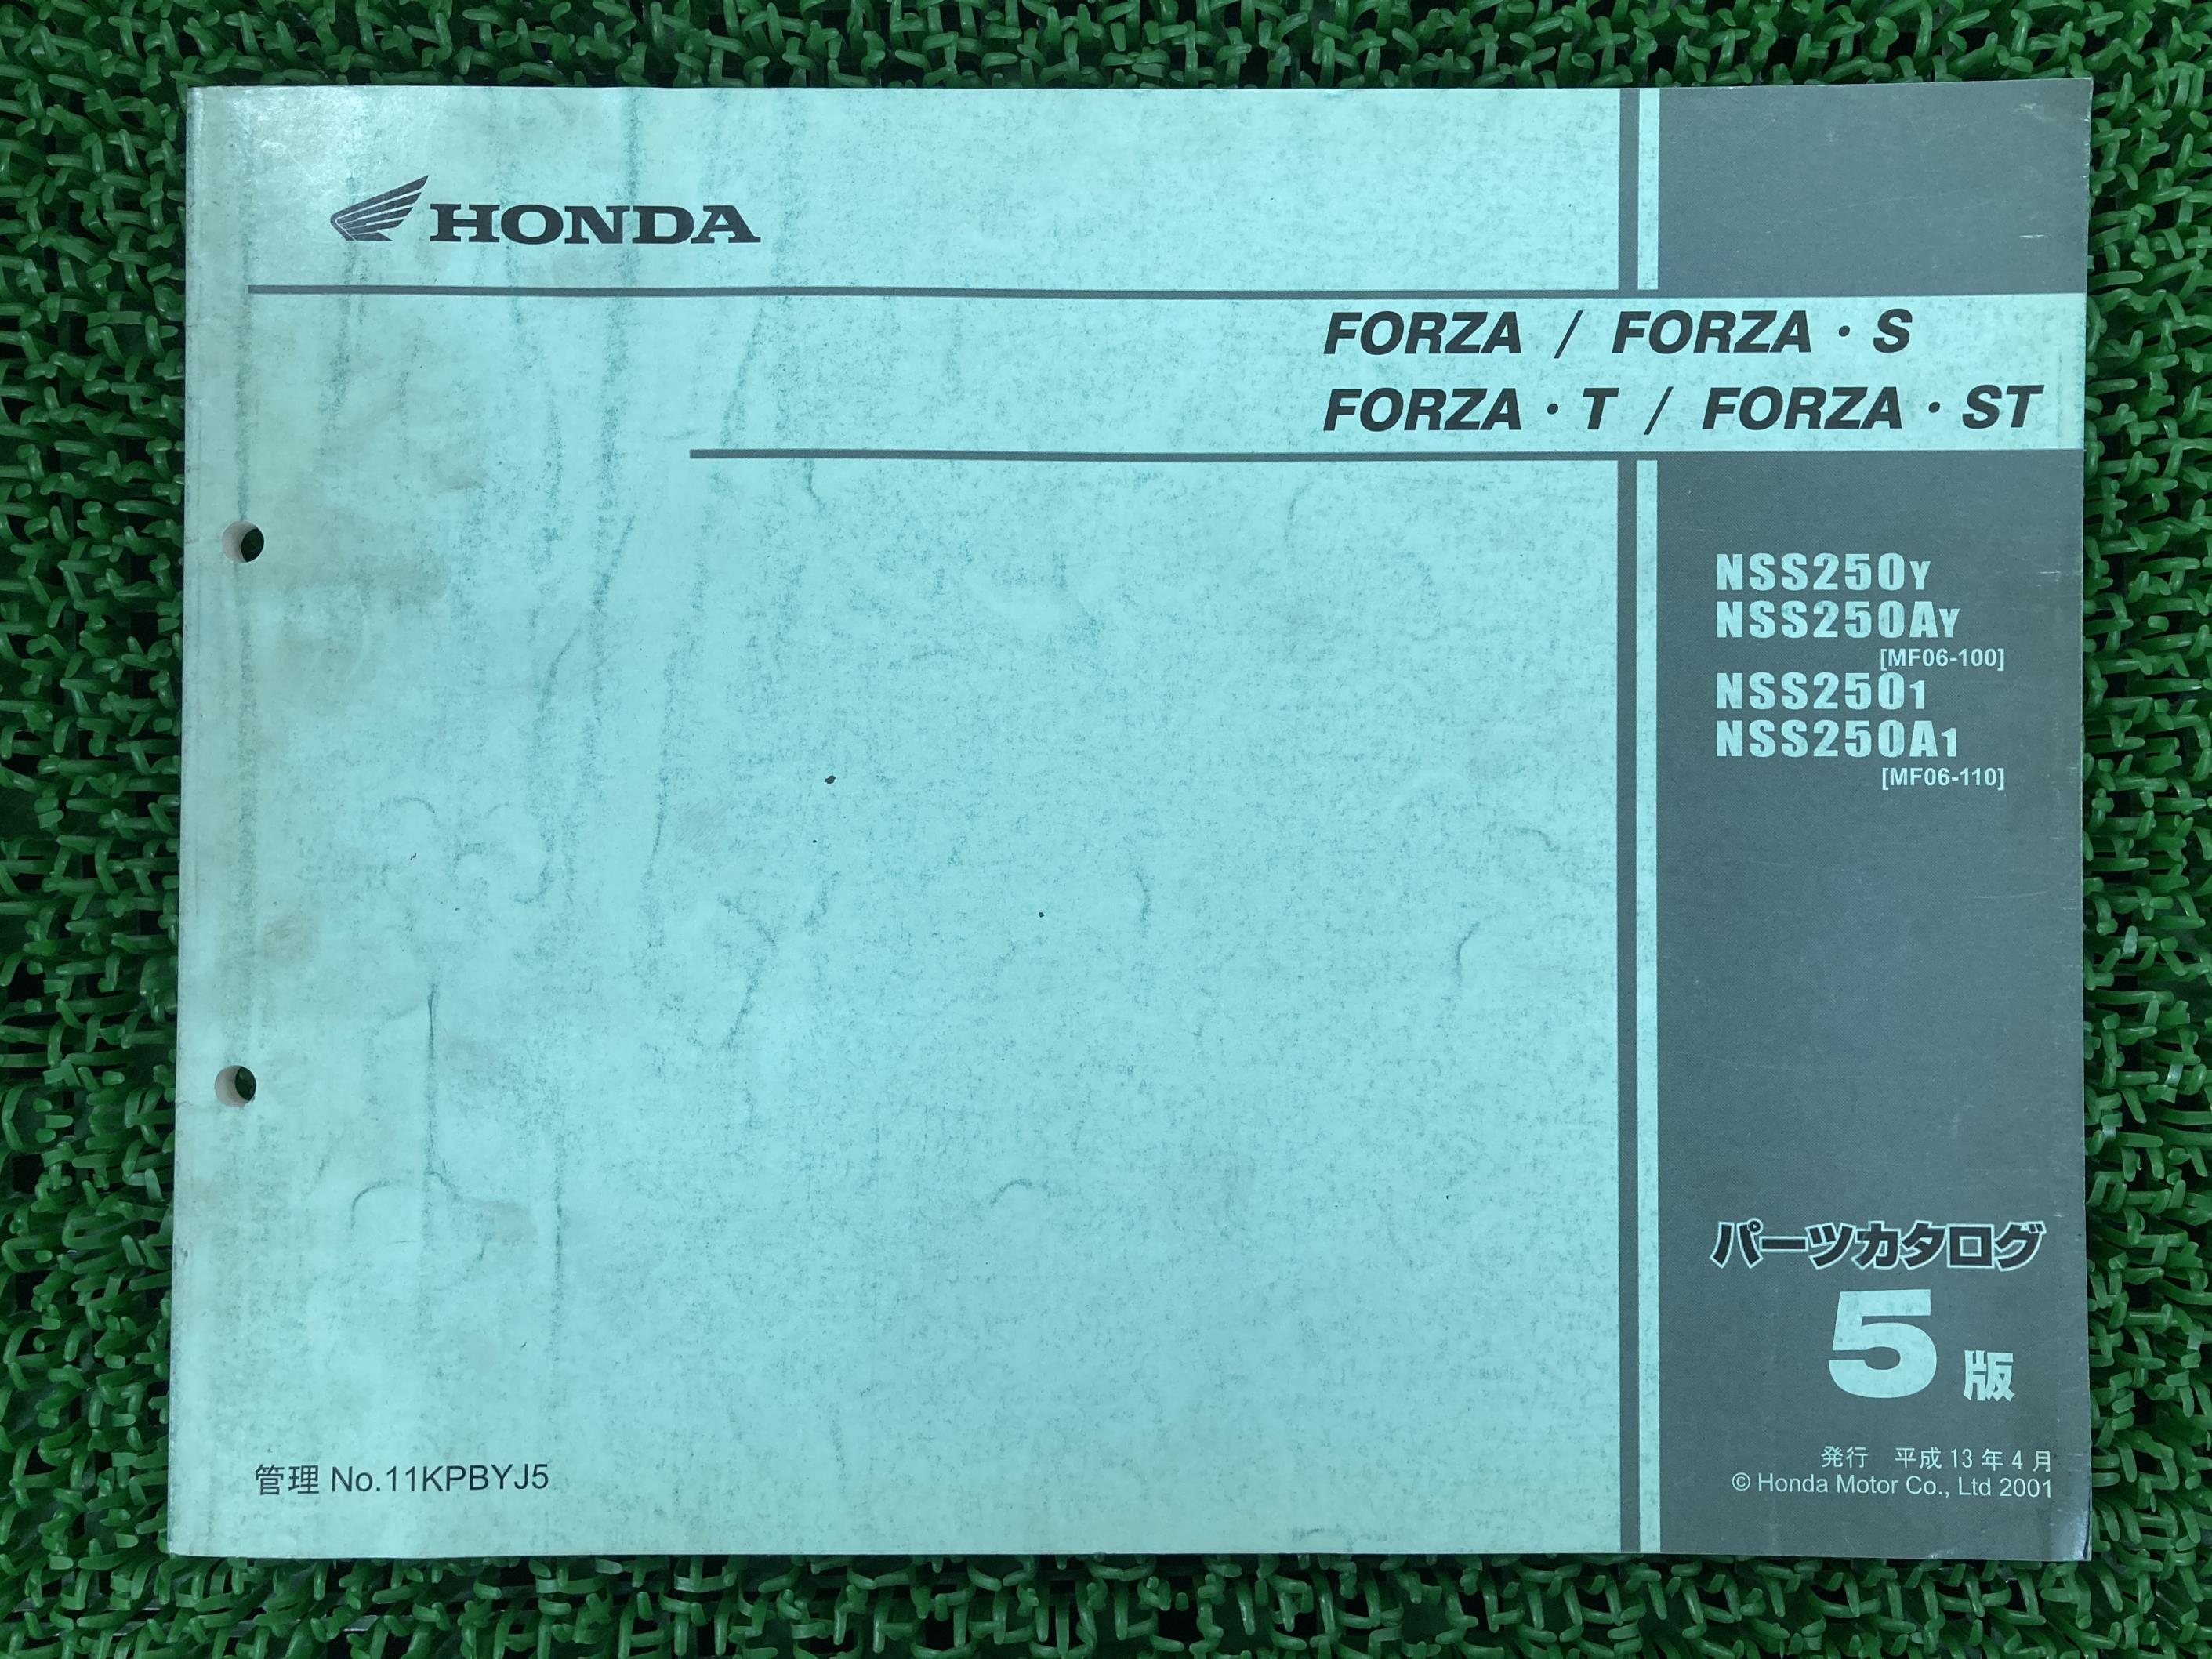 HONDA
FORZA / FORZA・S
FORZA・T / FORZA・ST
NSS250Y
NSS250AY
[MF06-100]
NSS2501
NSS250A1
[MF06-110]
パーツカタログ
5版
発行 平成13年4月
© Honda Motor Co., Ltd 2001
管理 No.11KPBYJ5